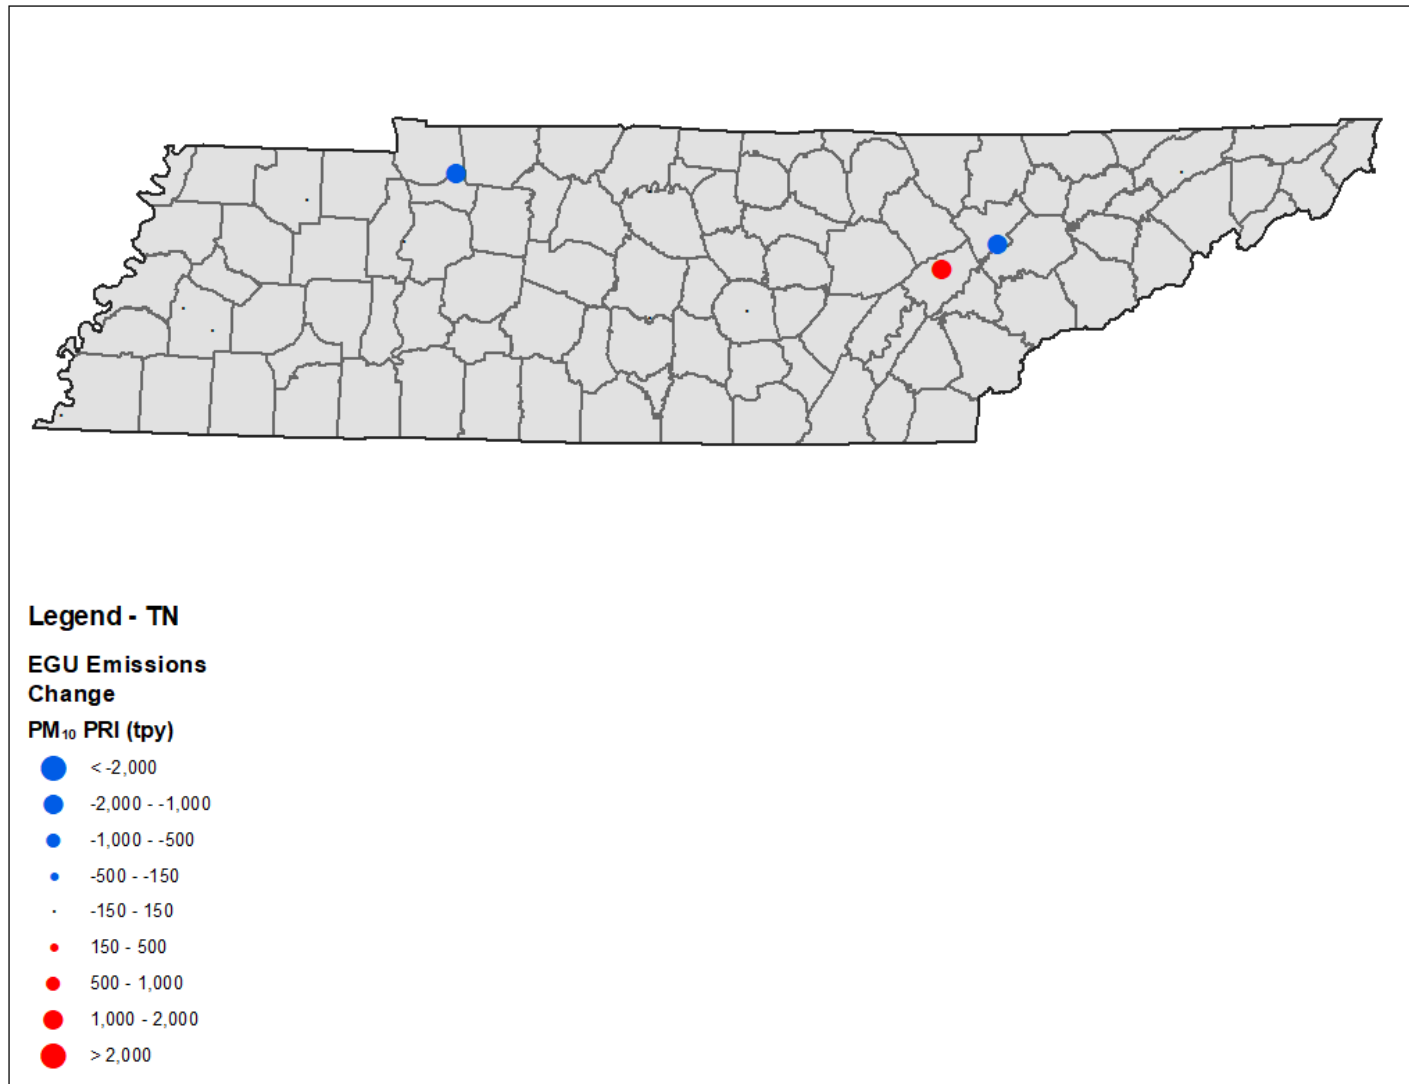 Legend - TN
EGU Emissions
Change
PM₁₀ PRI (tpy)
< -2,000
-2,000 - -1,000
-1,000 - -500
-500 - -150
-150 - 150
150 - 500
500 - 1,000
1,000 - 2,000
> 2,000